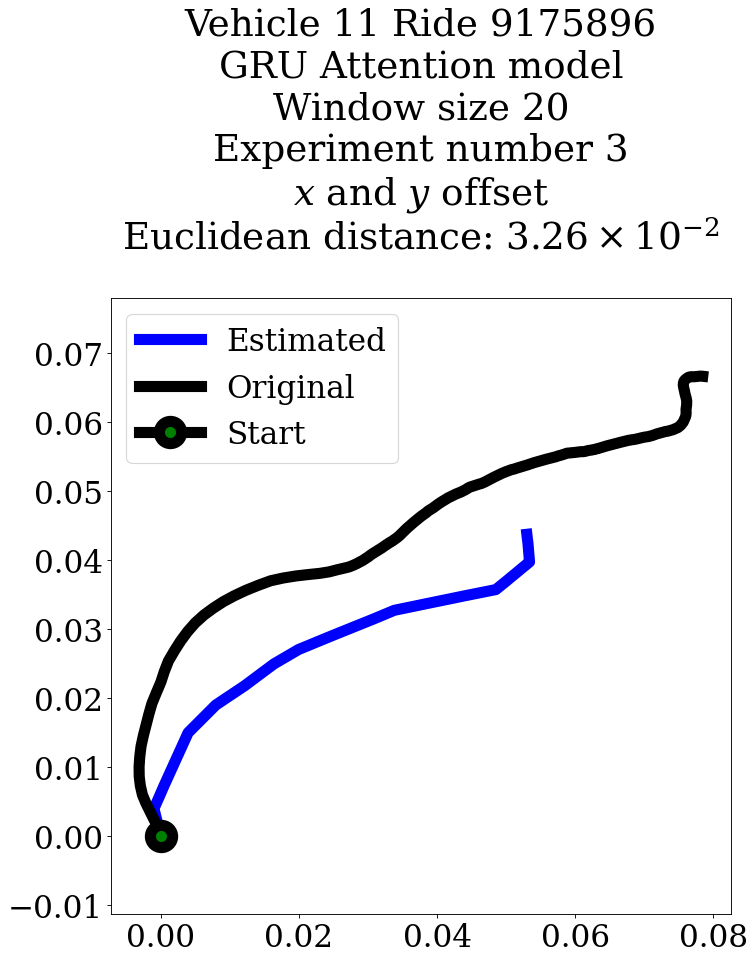 Vehicle 11 Ride 9175896
GRU Attention model
Window size 20
Experiment number 3
x and y offset
Euclidean distance: 3.26 × 10⁻²
Estimated
Original
Start
0.07
0.06
0.05
0.04
0.03
0.02
0.01
0.00
−0.01
0.00 0.02 0.04 0.06 0.08